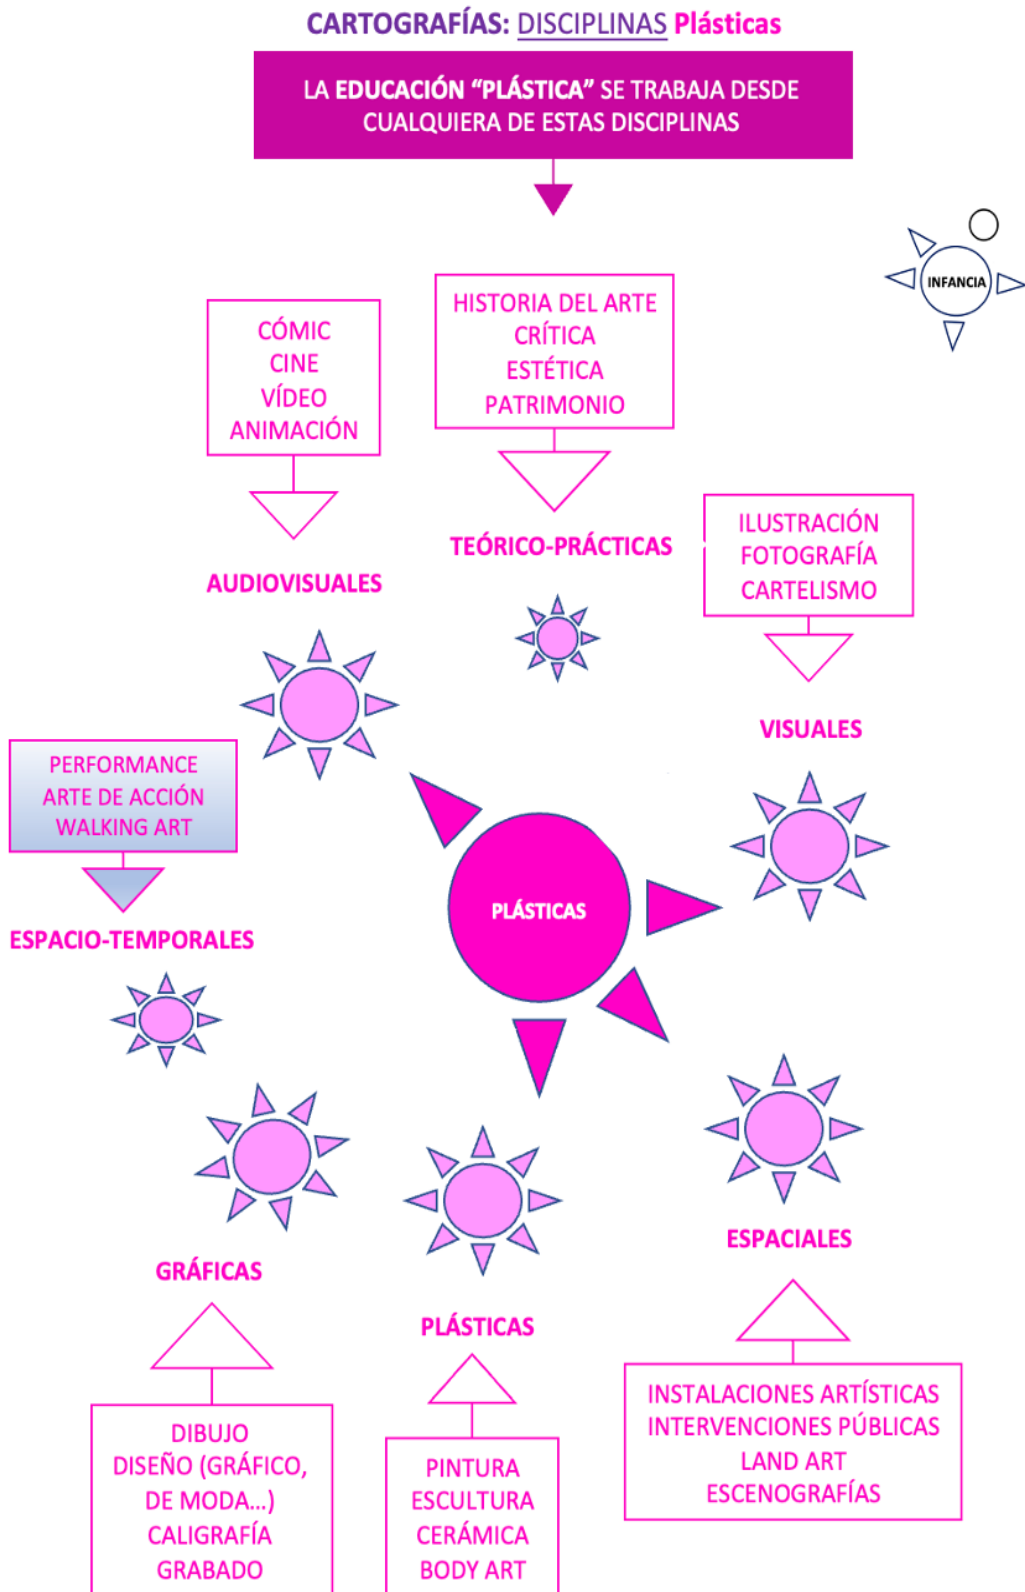 CARTOGRAFÍAS: DISCIPLINAS Plásticas
LA EDUCACIÓN “PLÁSTICA” SE TRABAJA DESDE
CUALQUIERA DE ESTAS DISCIPLINAS
INFANCIA
CÓMIC
CINE
VÍDEO
ANIMACIÓN
AUDIOVISUALES
HISTORIA DEL ARTE
CRÍTICA
ESTÉTICA
PATRIMONIO
TEÓRICO-PRÁCTICAS
ILUSTRACIÓN
FOTOGRAFÍA
CARTELISMO
VISUALES
PERFORMANCE
ARTE DE ACCIÓN
WALKING ART
ESPACIO-TEMPORALES
PLÁSTICAS
GRÁFICAS
DIBUJO
DISEÑO (GRÁFICO,
DE MODA...)
CALIGRAFÍA
GRABADO
PLÁSTICAS
PINTURA
ESCULTURA
CERÁMICA
BODY ART
ESPACIALES
INSTALACIONES ARTÍSTICAS
INTERVENCIONES PÚBLICAS
LAND ART
ESCENOGRAFÍAS